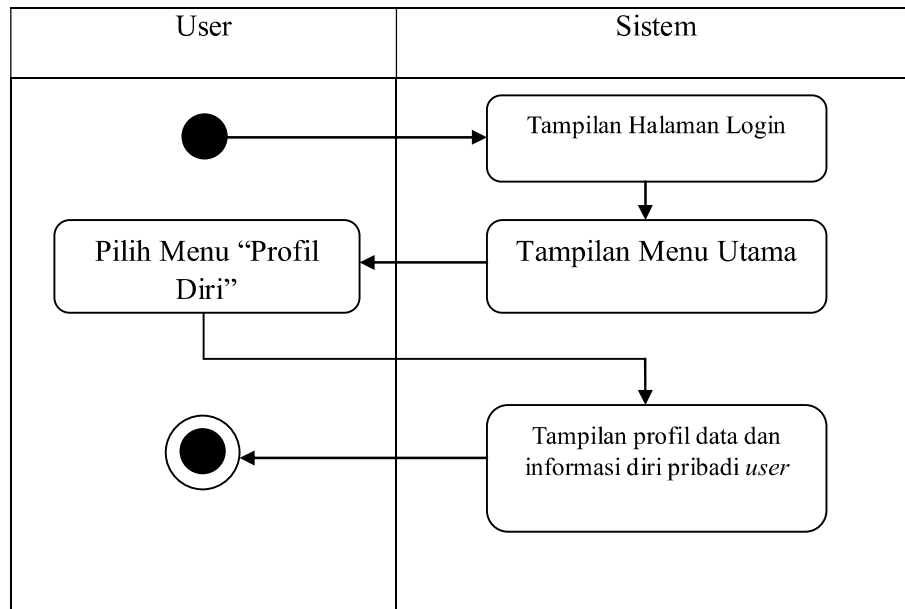 User
Sistem
Tampilan Halaman Login
Pilih Menu “Profil
Diri”
Tampilan Menu Utama
Tampilan profil data dan
informasi diri pribadi user